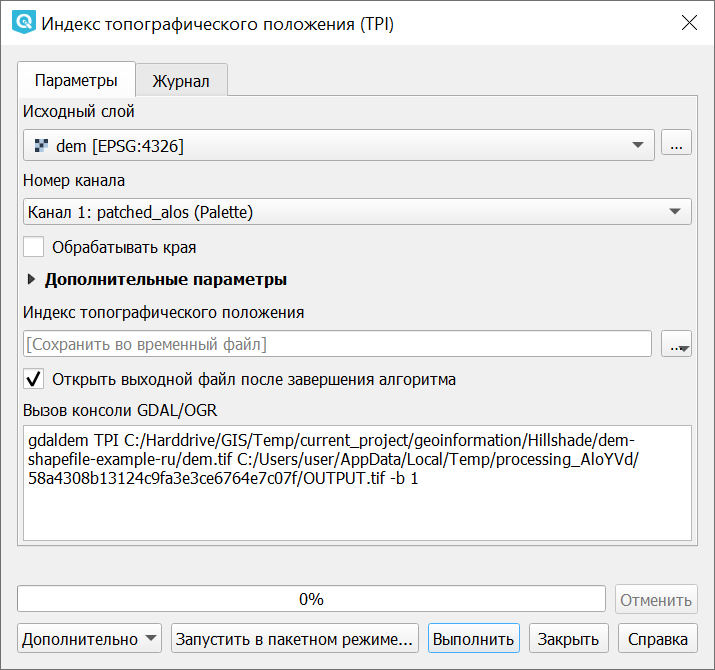 Индекс топографического положения (TPI)
Параметры
Журнал
Исходный слой
dem [EPSG:4326]
...
Номер канала
Канал 1: patched_alos (Palette)
Обрабатывать края
Дополнительные параметры
Индекс топографического положения
[Сохранить во временный файл]
...
Открыть выходной файл после завершения алгоритма
Вызов консоли GDAL/OGR
gdaldem TPI C:/Harddrive/GIS/Temp/current_project/geoinformation/Hillshade/dem-
shapefile-example-ru/dem.tif C:/Users/user/AppData/Local/Temp/processing_AloYVd/
58a4308b13124c9fa3e3ce6764e7c07f/OUTPUT.tif -b 1
0%
Отменить
Дополнительно
Запустить в пакетном режиме...
Выполнить
Закрыть
Справка